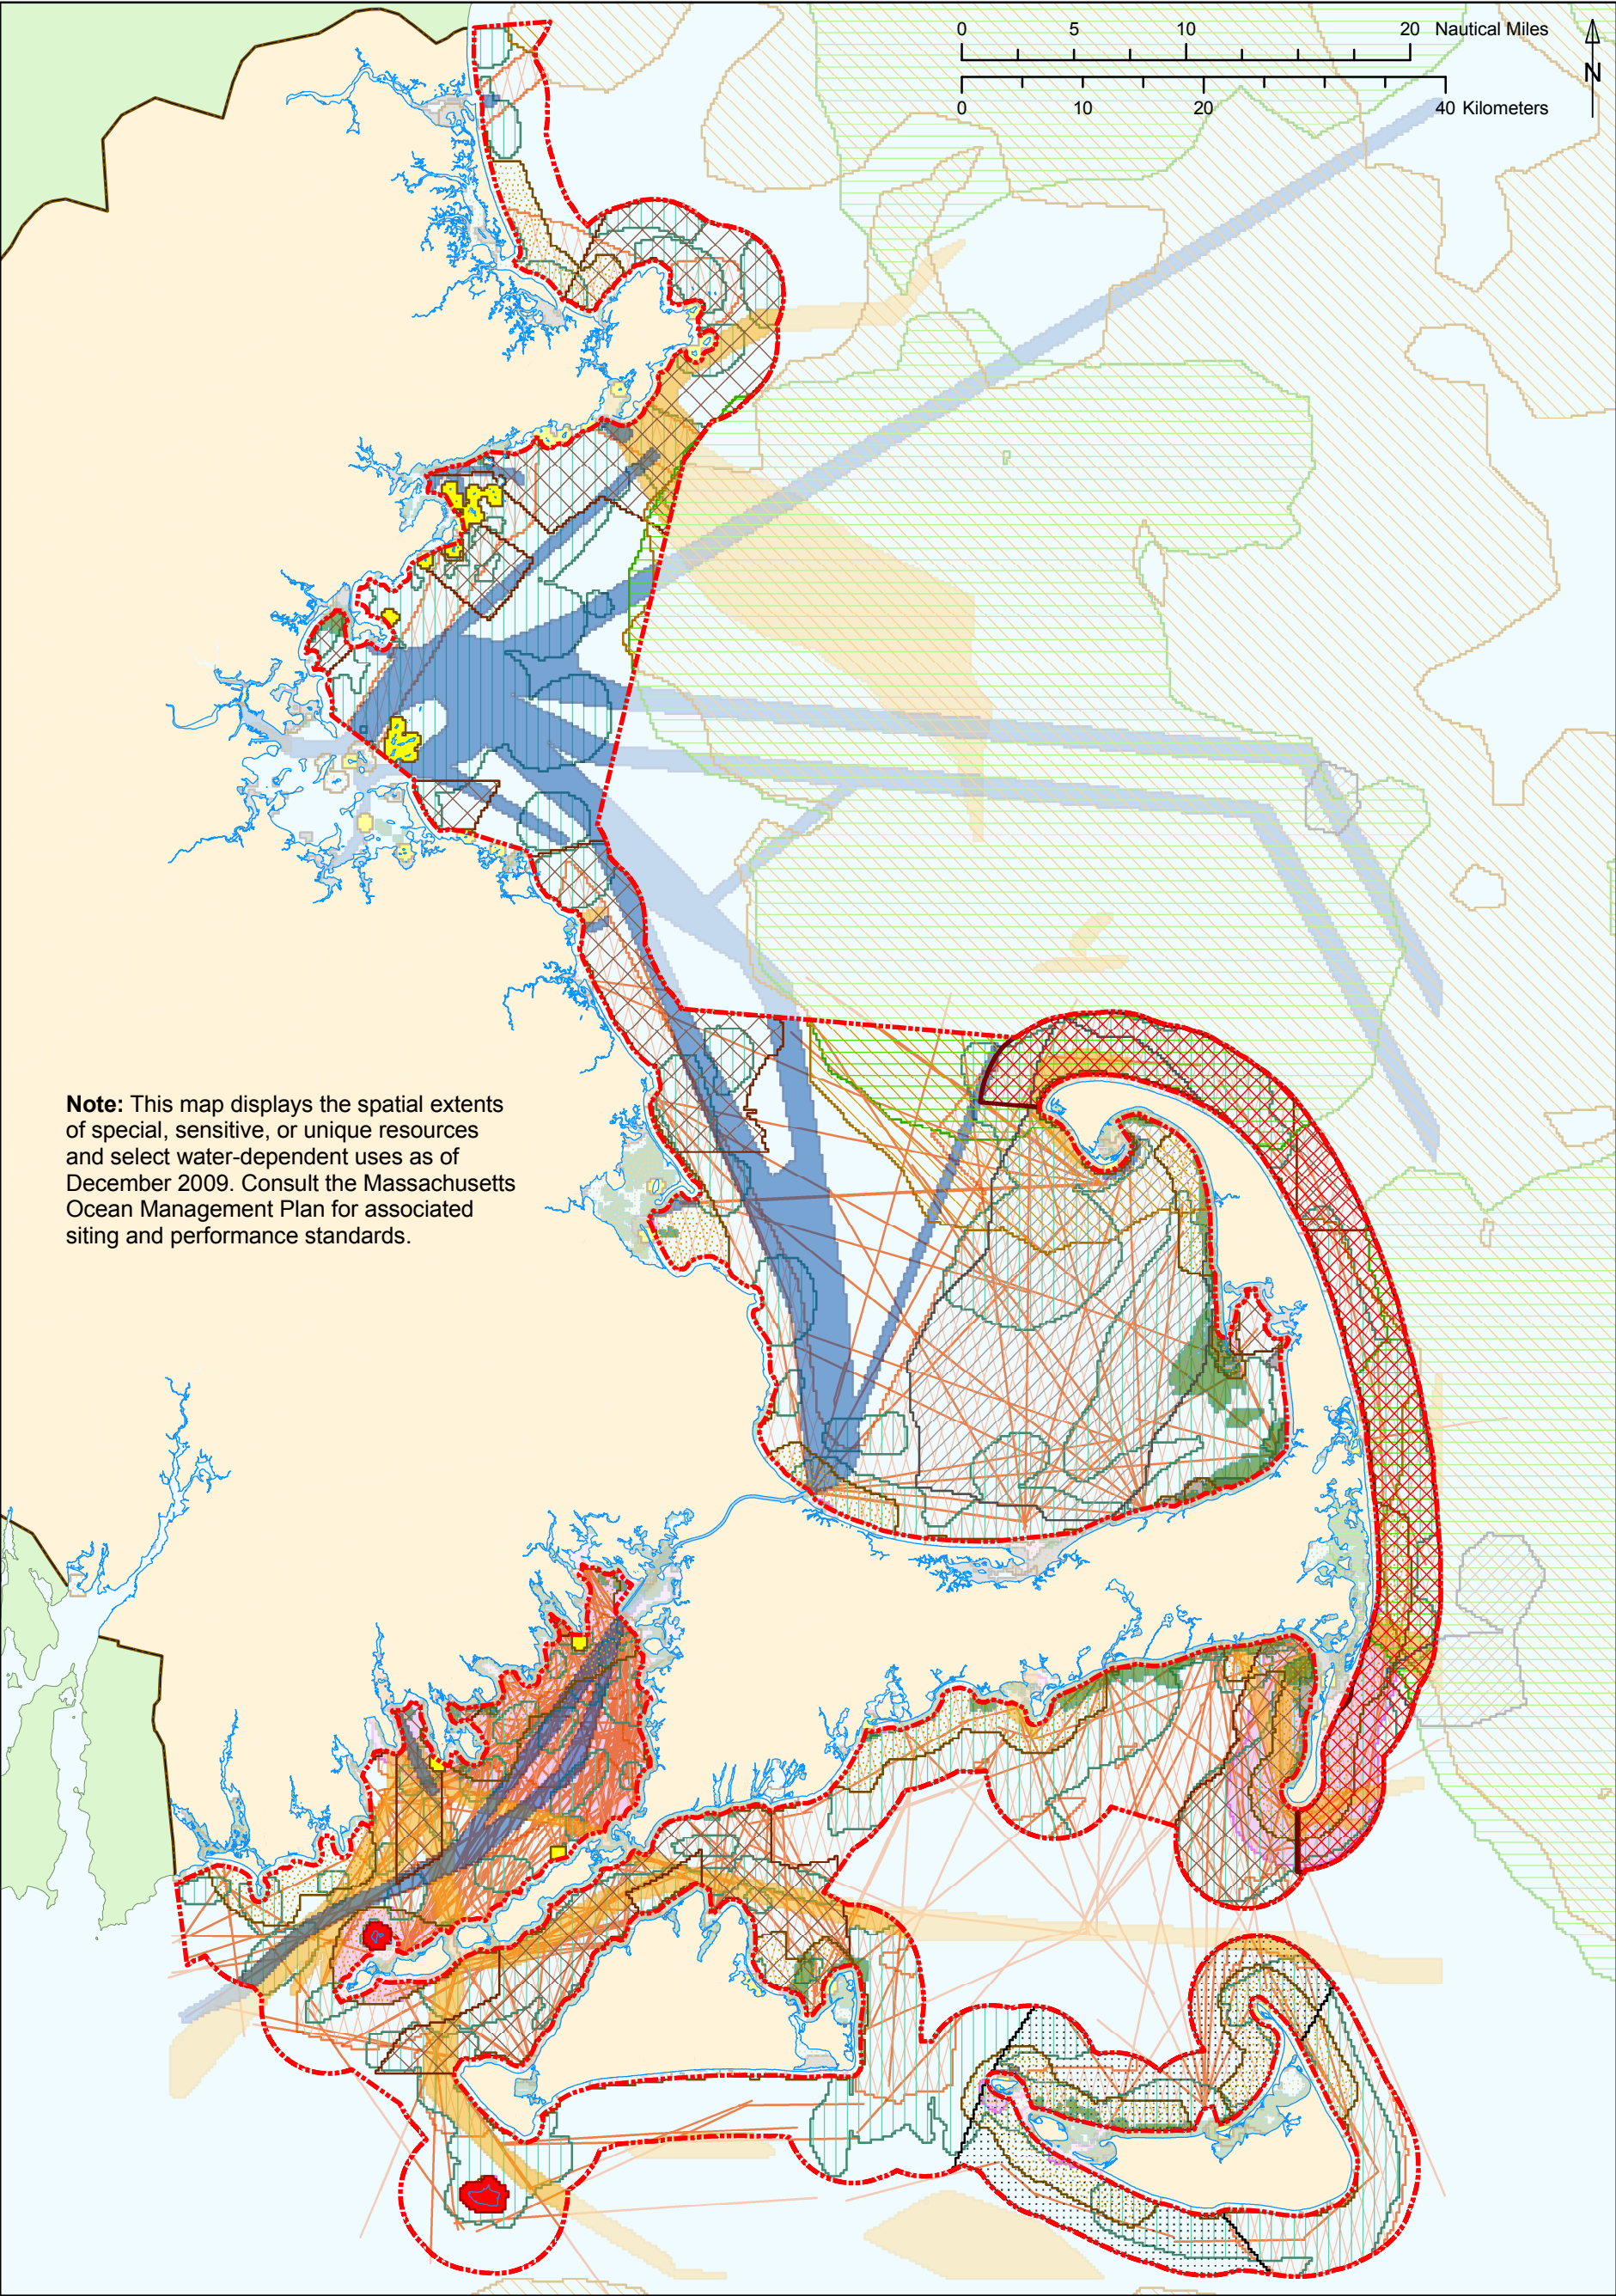 0 5 10 20 Nautical Miles
0 10 20 40 Kilometers
N
Note: This map displays the spatial extents
of special, sensitive, or unique resources
and select water-dependent uses as of
December 2009. Consult the Massachusetts
Ocean Management Plan for associated
siting and performance standards.